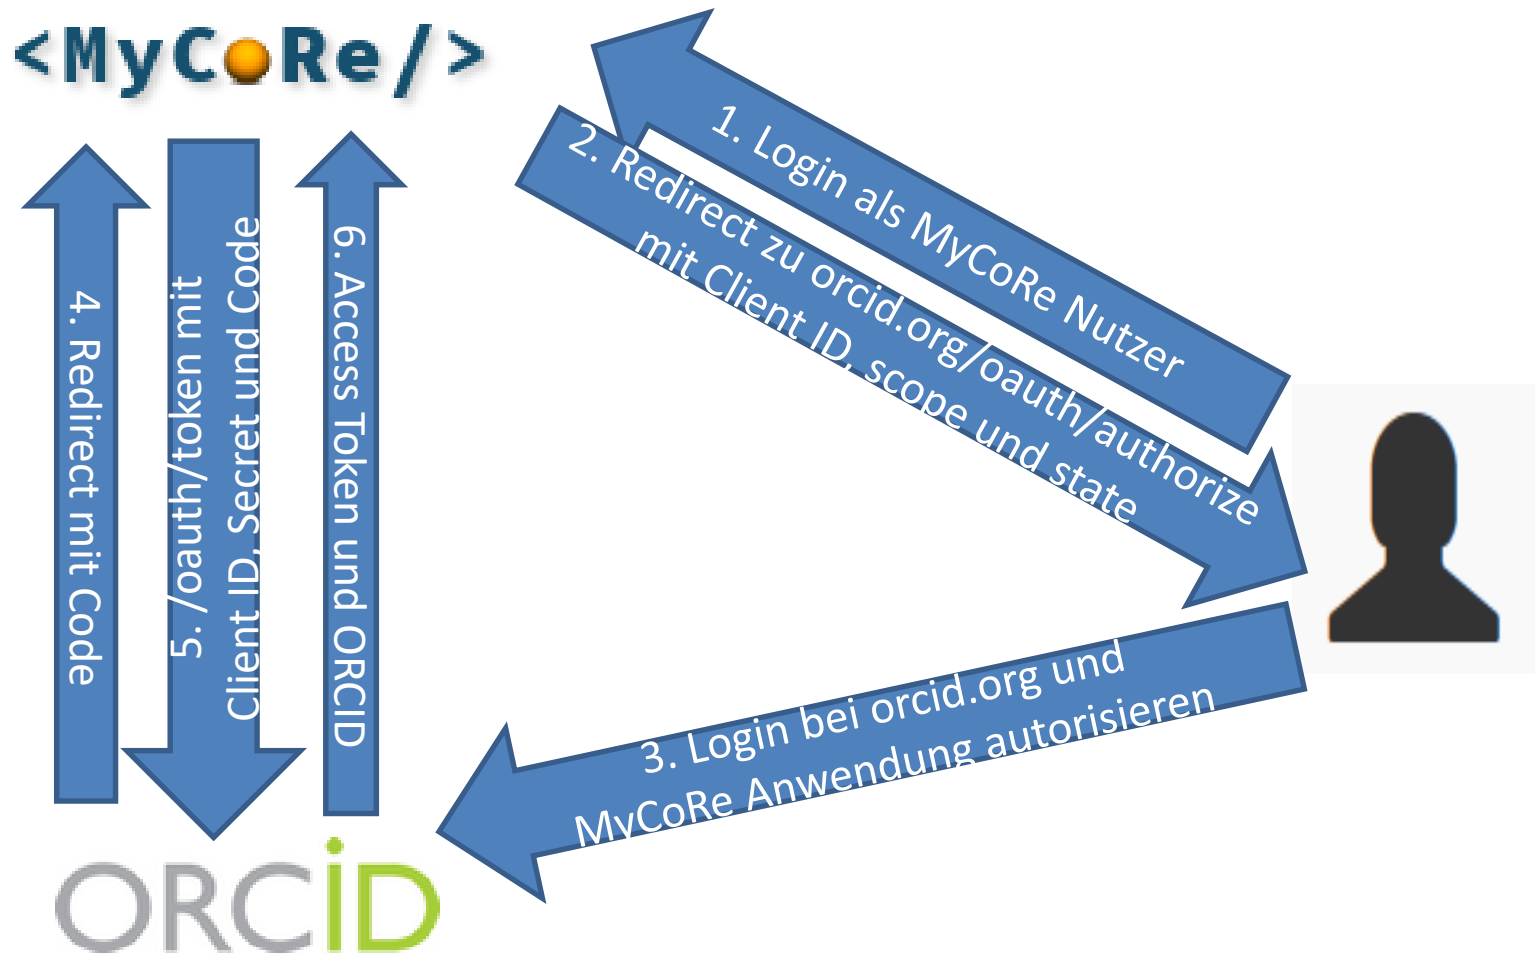 <MyCoRe/>
1. Login als MyCoRe Nutzer
2. Redirect zu orcid.org/oauth/authorize
mit Client ID, scope und state
3. Login bei orcid.org und
MyCoRe Anwendung autorisieren
4. Redirect mit Code
5. /oauth/token mit
Client ID, Secret und Code
6. Access Token und ORCID
ORCiD